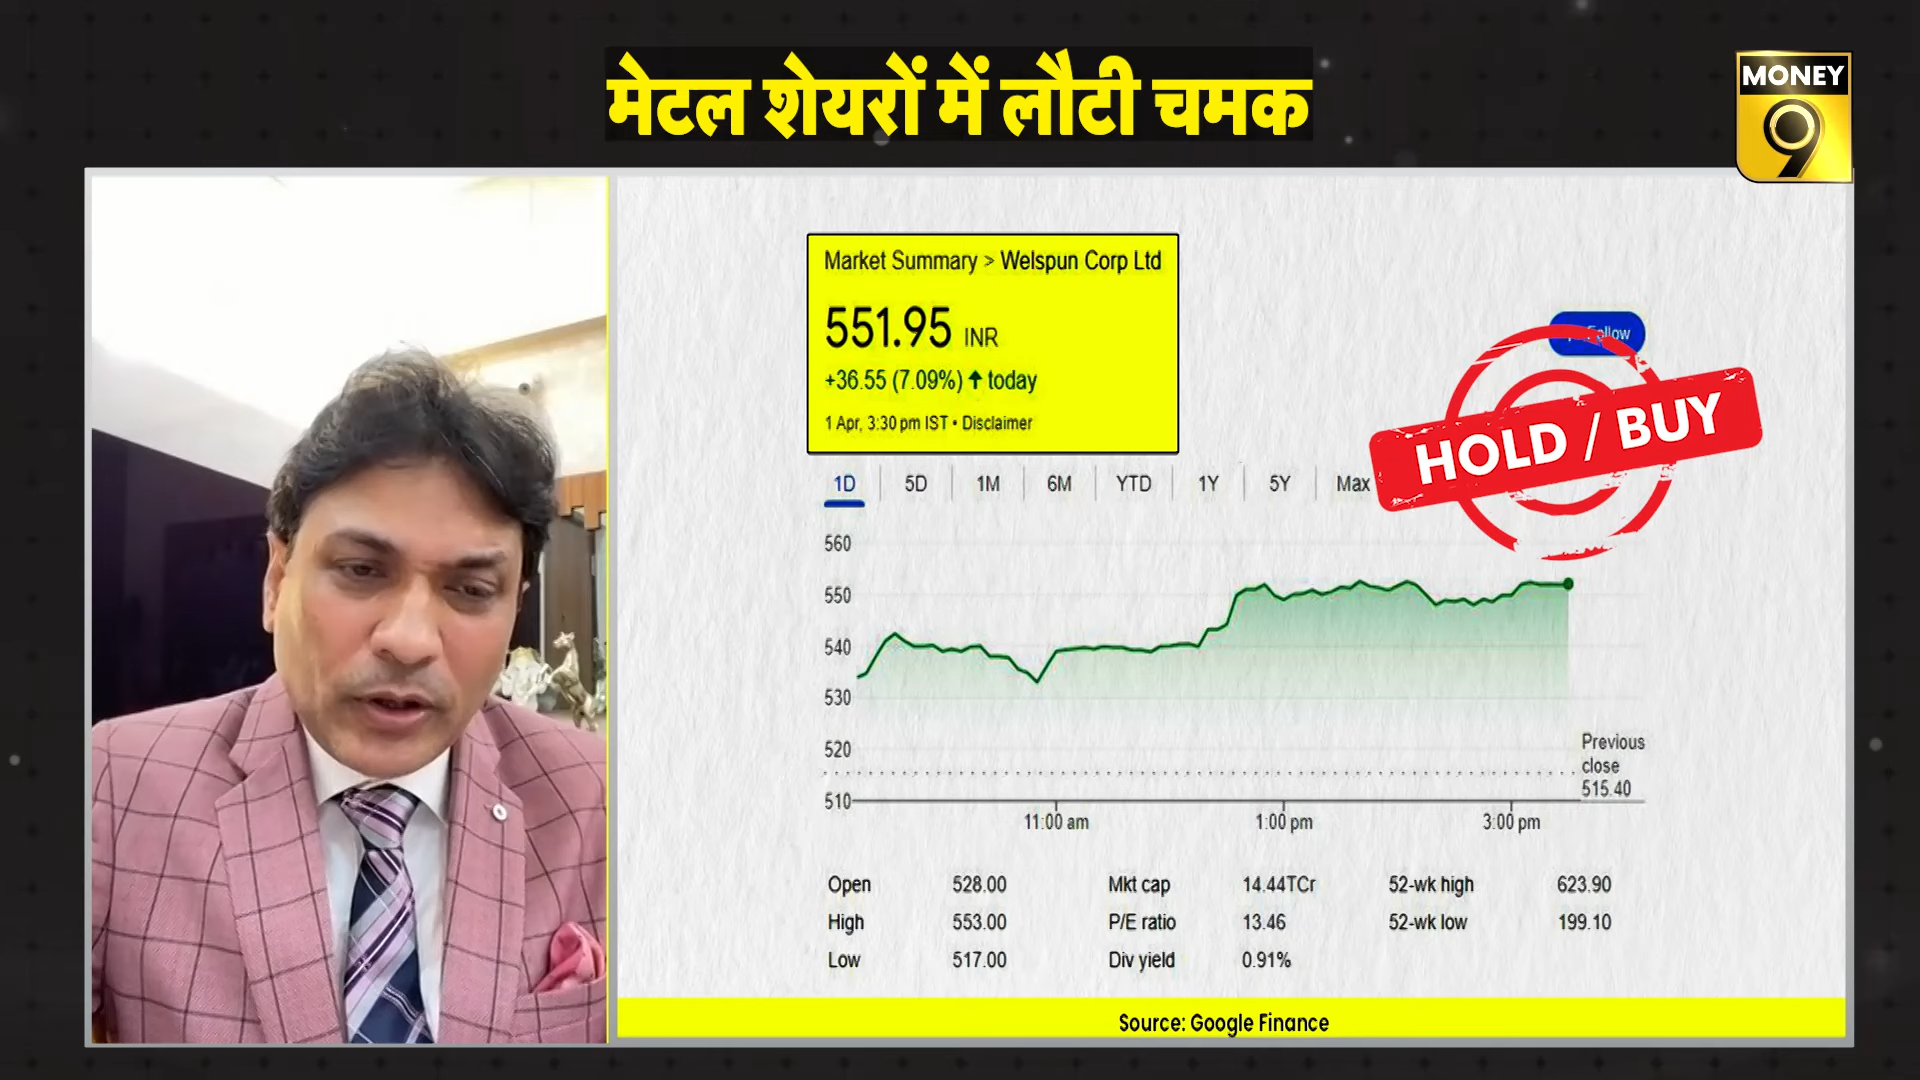 मेटल शेयरों में लौटी चमक
MONEY
9
Market Summary > Welspun Corp Ltd
551.95 INR
+36.55 (7.09%) ↑ today
1 Apr, 3:30 pm IST • Disclaimer
Follow
HOLD / BUY
1D 5D 1M 6M YTD 1Y 5Y Max
560
550
540
530
520
510
Previous
close
515.40
11:00 am 1:00 pm 3:00 pm
Open 528.00 Mkt cap 14.44TCr 52-wk high 623.90
High 553.00 P/E ratio 13.46 52-wk low 199.10
Low 517.00 Div yield 0.91%
Source: Google Finance